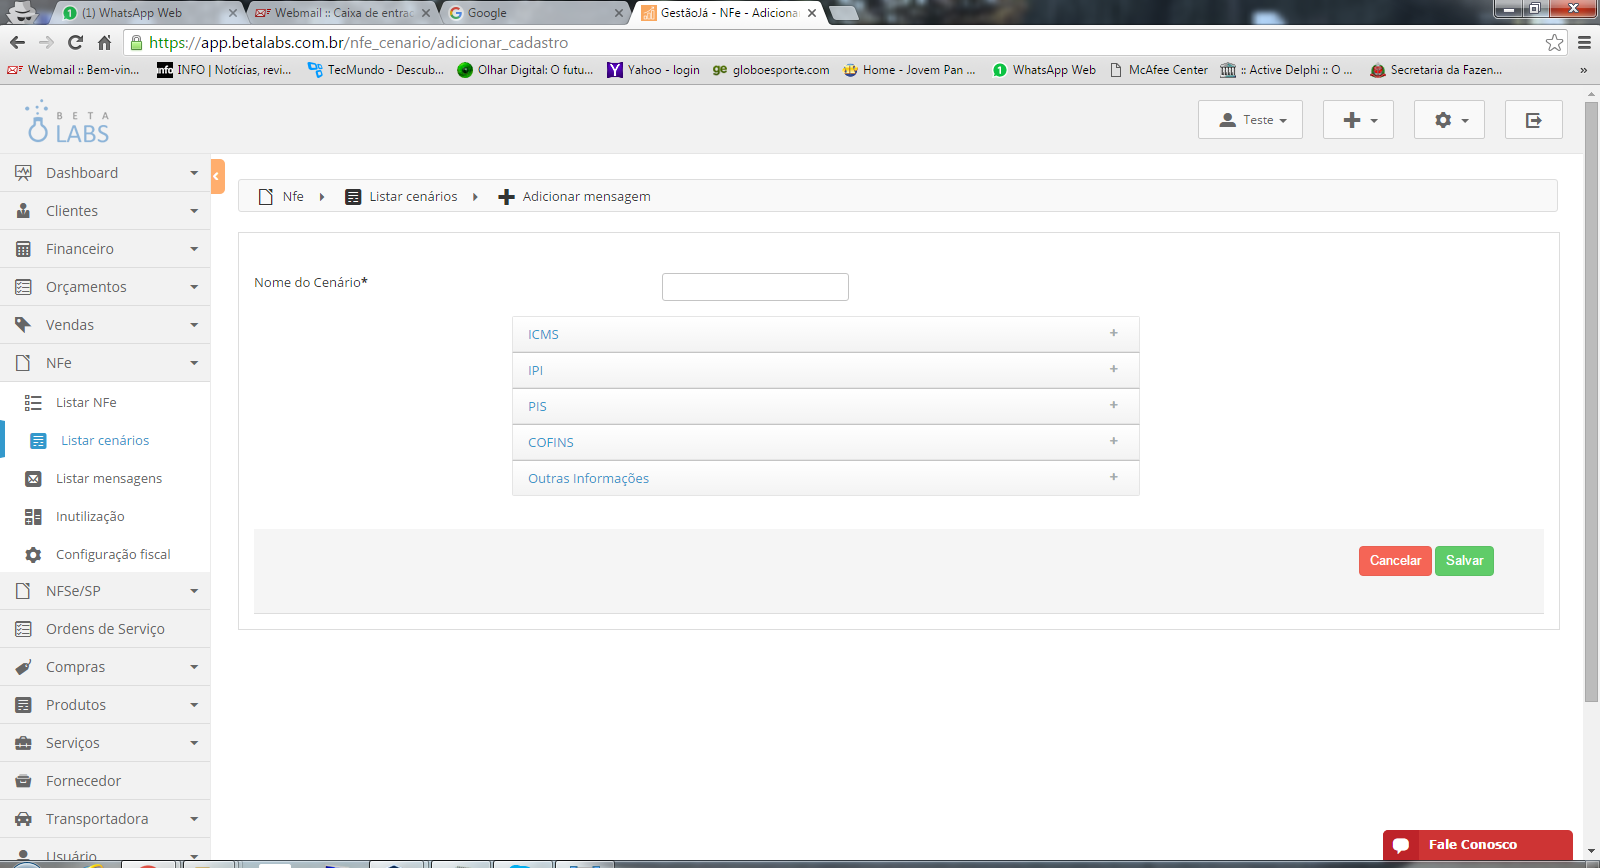 (1) WhatsApp Web
Webmail :: Caixa de entrac
Google
GestãoJá - NFe - Adiciona
https://app.betalabs.com.br/nfe_cenario/adicionar_cadastro
Webmail :: Bem-vin...
info INFO | Notícias, revi...
TecMundo - Descub...
Olhar Digital: O futu...
Yahoo - login
ge globoesporte.com
Home - Jovem Pan ...
WhatsApp Web
McAfee Center
:: Active Delphi :: O ...
Secretaria da Fazen...
»
BETA
LABS
Teste
Dashboard
Clientes
Financeiro
Orçamentos
Vendas
NFe
Listar NFe
Listar cenários
Listar mensagens
Inutilização
Configuração fiscal
NFSe/SP
Ordens de Serviço
Compras
Produtos
Serviços
Fornecedor
Transportadora
Usuário
Nfe
Listar cenários
Adicionar mensagem
Nome do Cenário*
ICMS +
IPI +
PIS +
COFINS +
Outras Informações +
Cancelar
Salvar
Fale Conosco